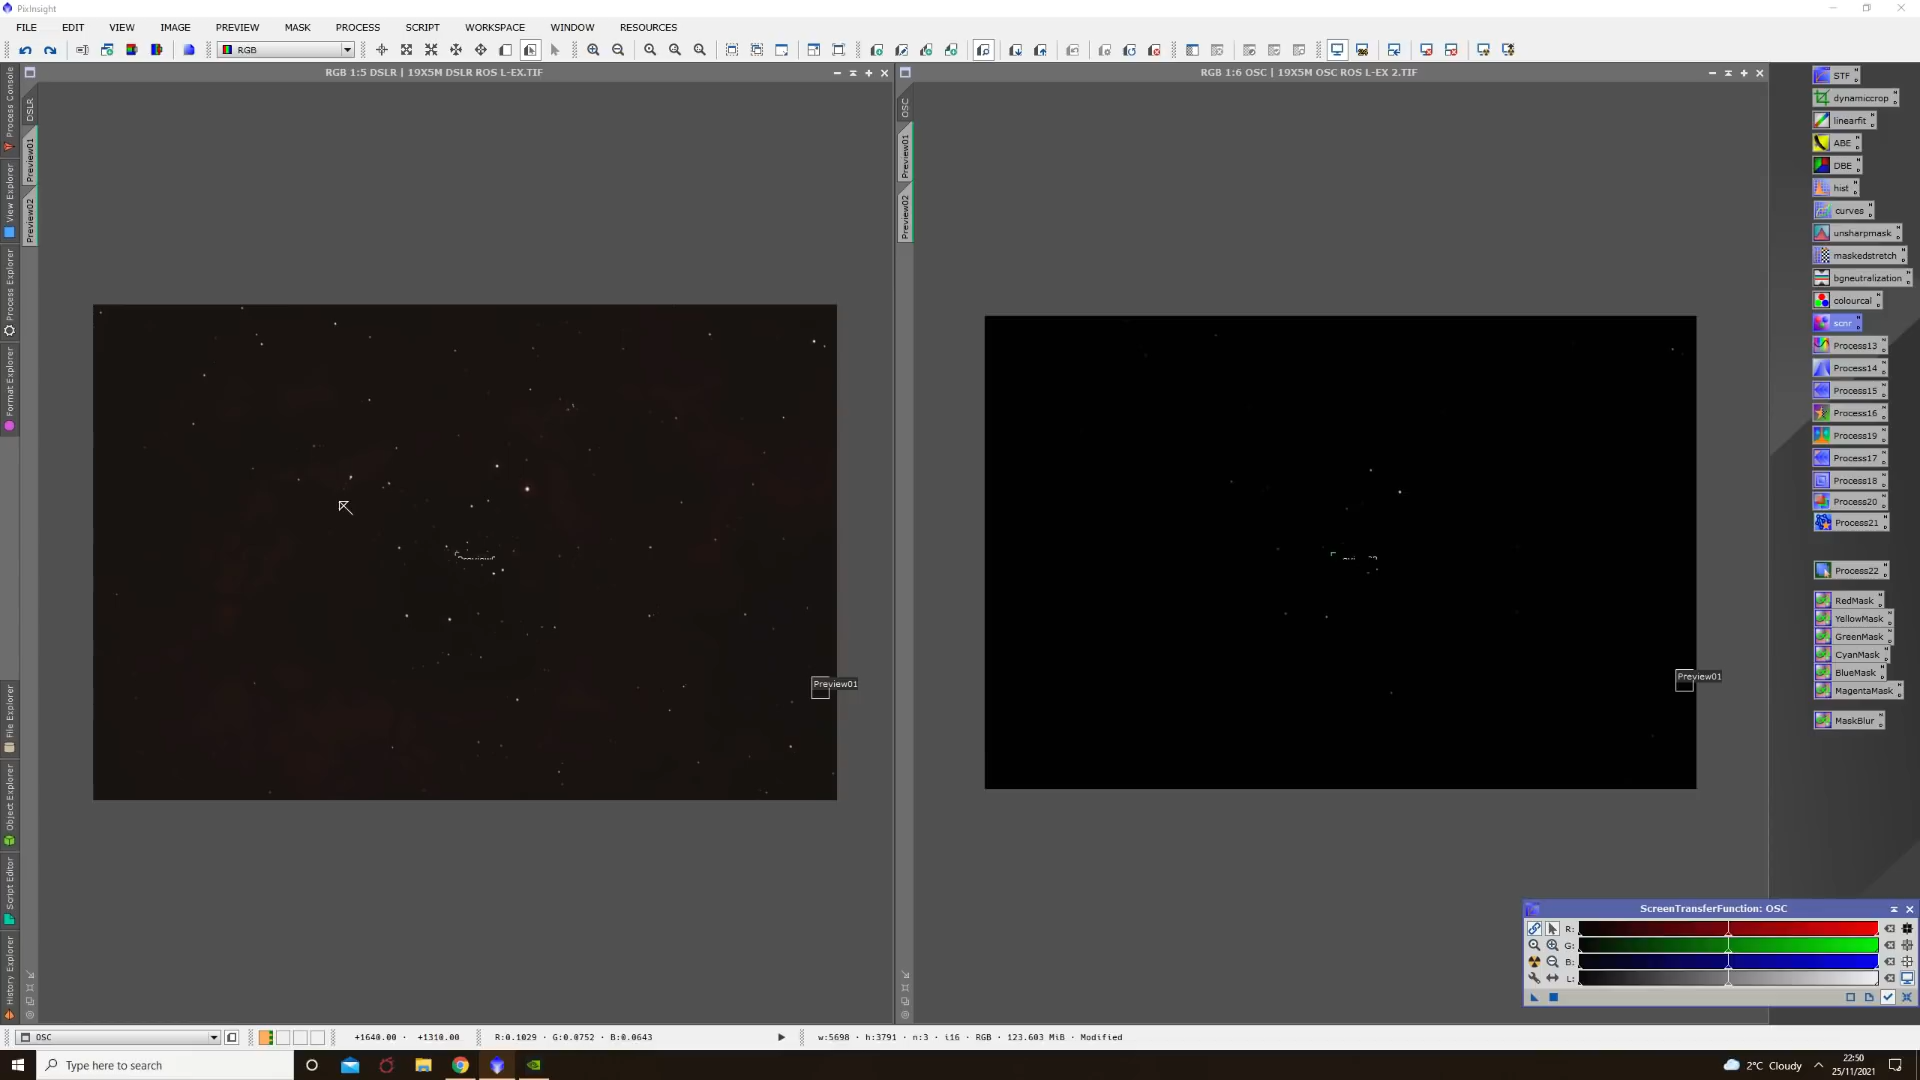 PixInsight
FILE EDIT VIEW IMAGE PREVIEW MASK PROCESS SCRIPT WORKSPACE WINDOW RESOURCES
RGB
RGB 1:5 DSLR | 19X5M DSLR ROS L-EX.TIF
RGB 1:6 OSC | 19X5M OSC ROS L-EX 2.TIF
Process Console
View Explorer
Process Explorer
Format Explorer
File Explorer
Object Explorer
Script Editor
History Explorer
DSLR
Preview01
Preview02
Preview01
OSC
Preview01
Preview02
Preview01
STF
dynamiccrop
linearfit
ABE
DBE
hist
curves
unsharpmask
maskedstretch
bgneutralization
colourcal
scnr
Process13
Process14
Process15
Process16
Process19
Process17
Process18
Process20
Process21
Process22
RedMask
YellowMask
GreenMask
CyanMask
BlueMask
MagentaMask
MaskBlur
ScreenTransferFunction: OSC
R:
G:
B:
L:
OSC
+1640.00 · +1310.00
R:0.1029 · G:0.0752 · B:0.0643
w:5698 · h:3791 · n:3 · i16 · RGB · 123.603 MiB · Modified
Type here to search
2°C Cloudy
22:50
25/11/2021